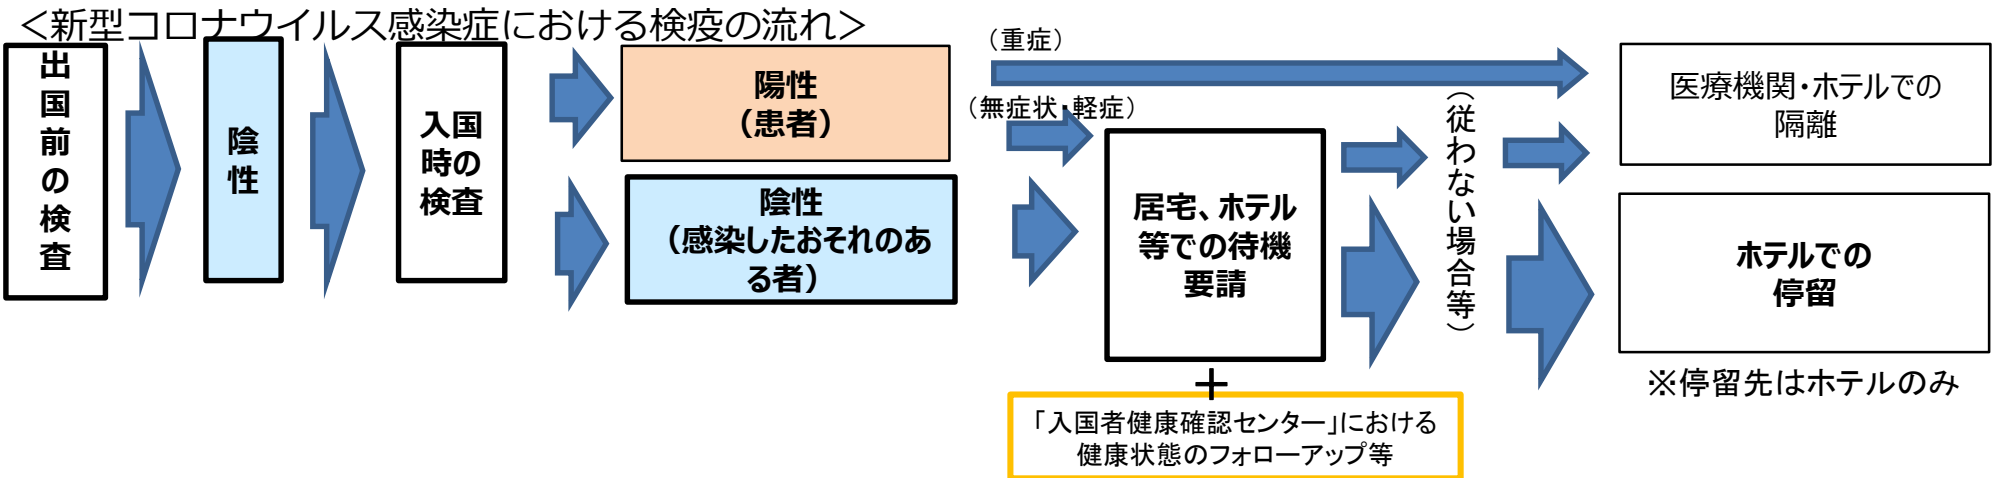 ＜新型コロナウイルス感染症における検疫の流れ＞
出国前の検査
陰性
入国
時の
検査
陽性
（患者）
陰性
（感染したおそれのあ
る者）
（重症）
（無症状・軽症）
居宅、ホテル
等での待機
要請
＋
「入国者健康確認センター」における
健康状態のフォローアップ等
（従わない場合等）
医療機関・ホテルでの
隔離
ホテルでの
停留
※停留先はホテルのみ